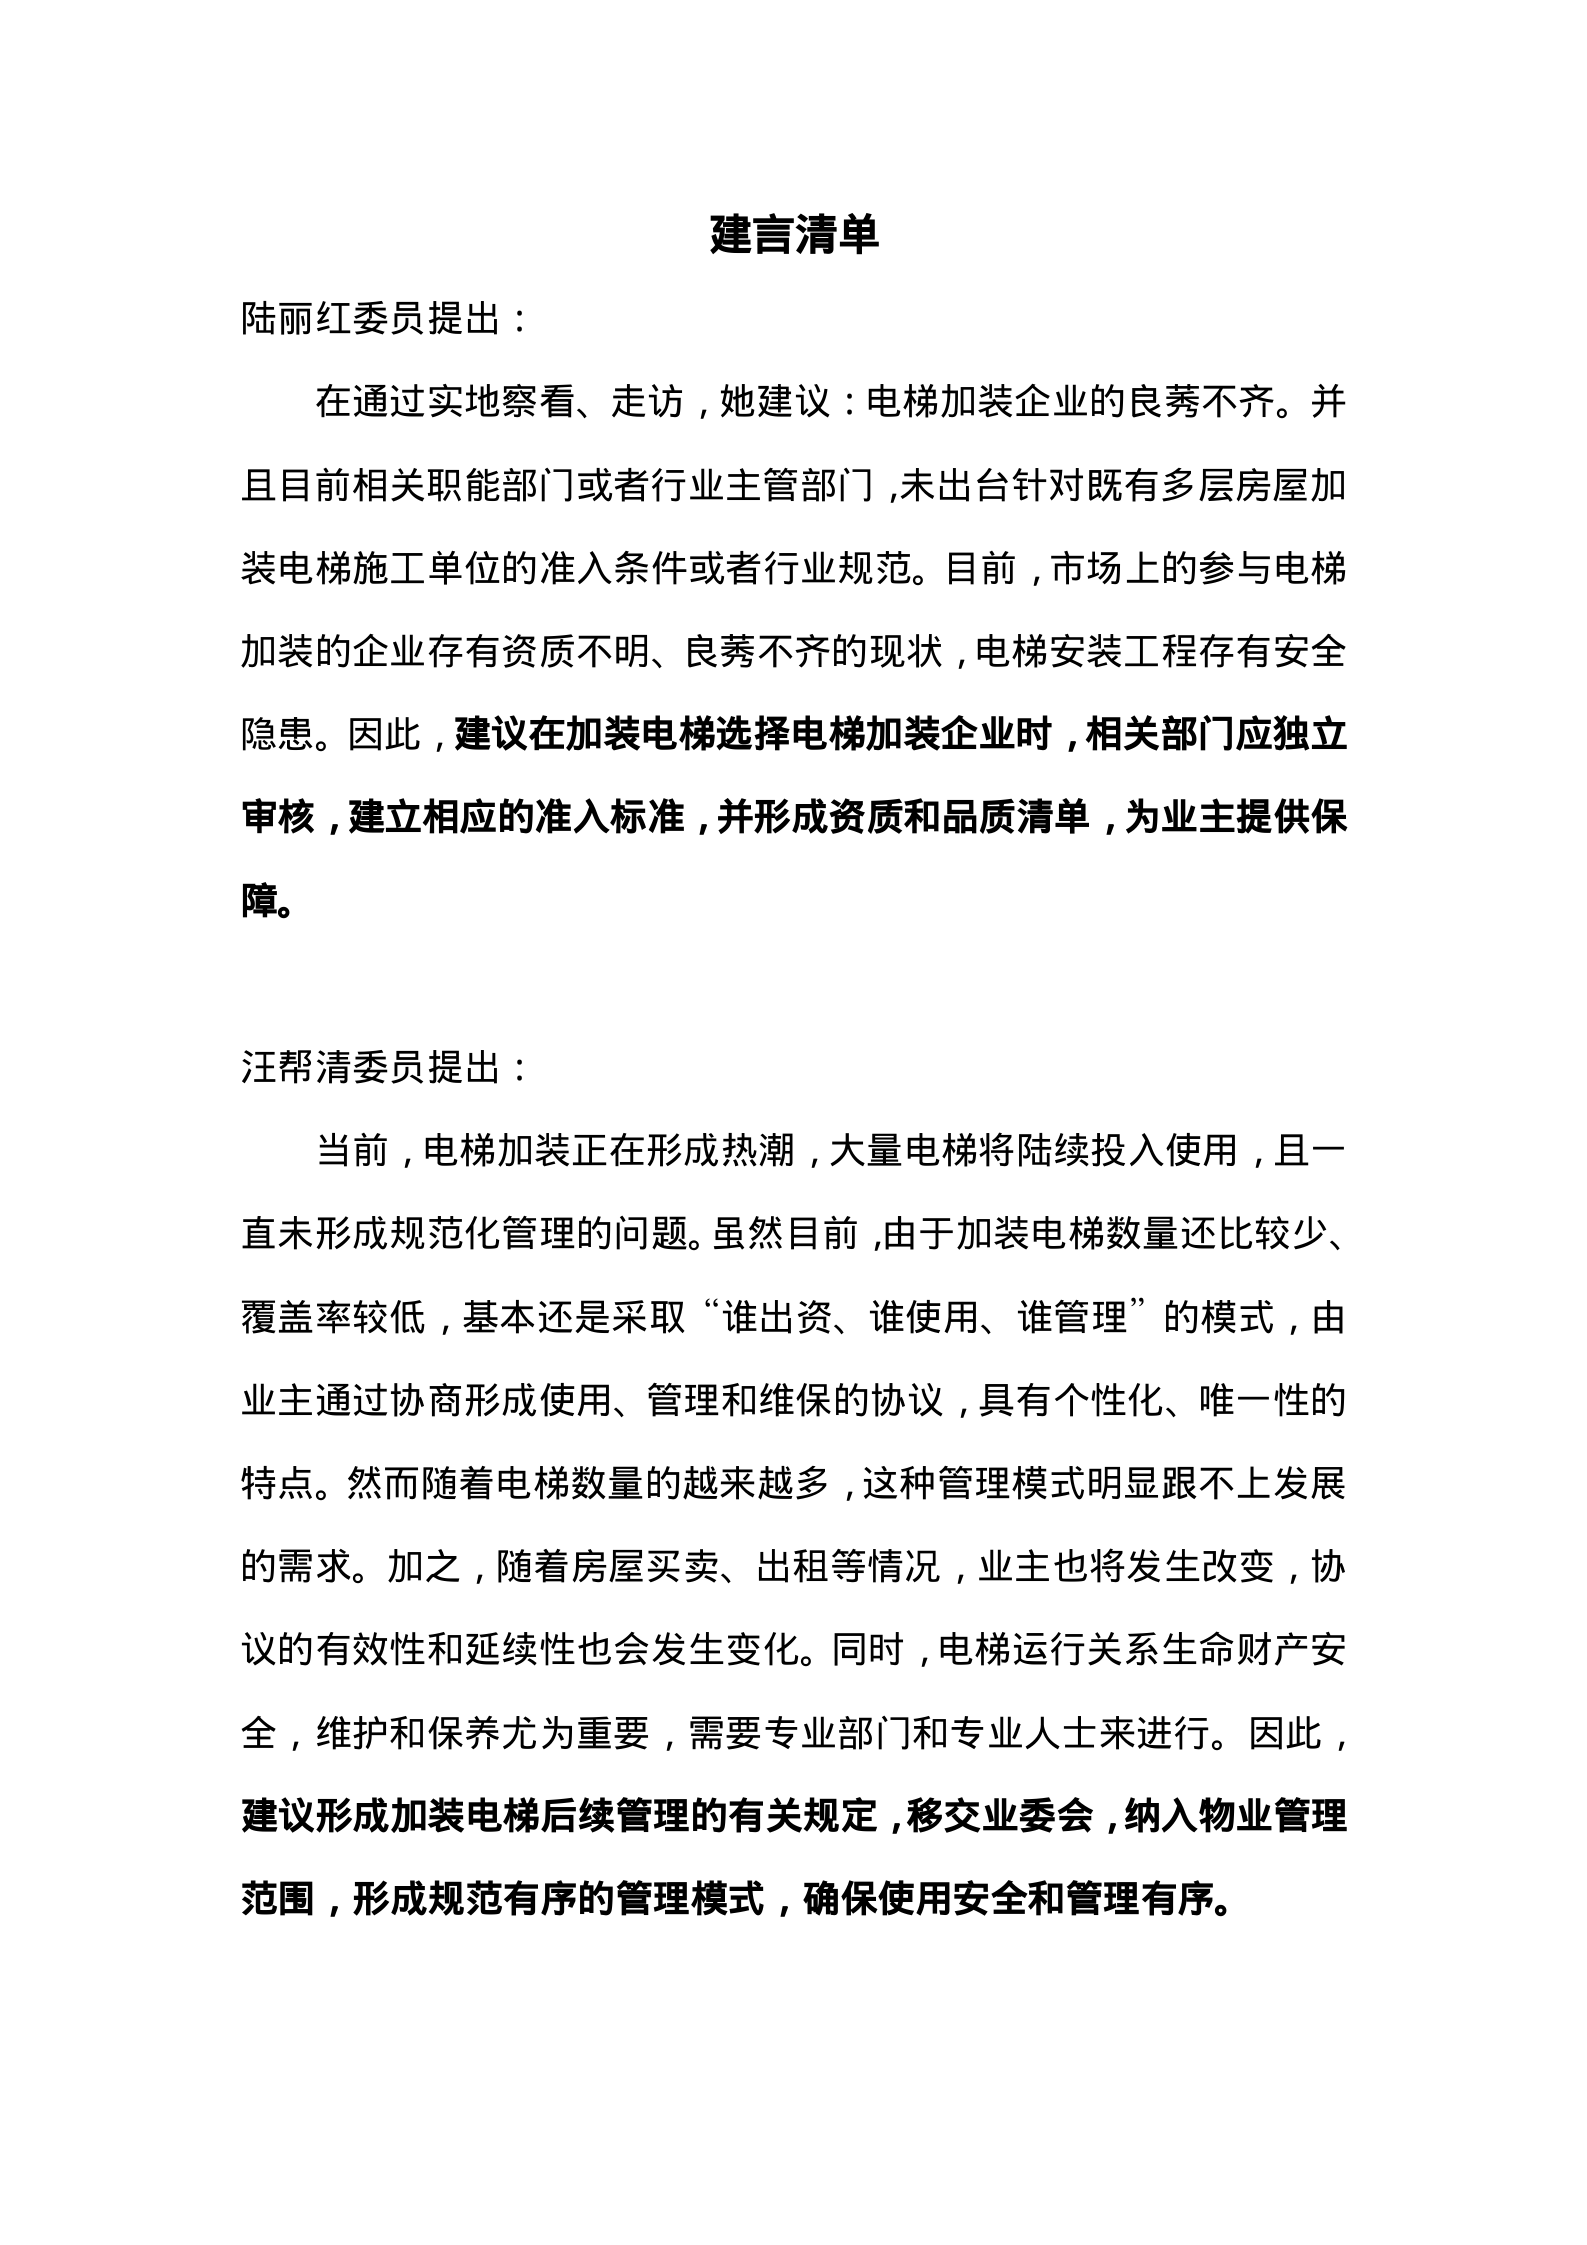 建言清单
陆丽红委员提出：
在通过实地察看、走访，她建议：电梯加装企业的良莠不齐。并
且目前相关职能部门或者行业主管部门，未出台针对既有多层房屋加
装电梯施工单位的准入条件或者行业规范。目前，市场上的参与电梯
加装的企业存有资质不明、良莠不齐的现状，电梯安装工程存有安全
隐患。因此，建议在加装电梯选择电梯加装企业时，相关部门应独立
审核，建立相应的准入标准，并形成资质和品质清单，为业主提供保
障。
汪帮清委员提出：
当前，电梯加装正在形成热潮，大量电梯将陆续投入使用，且一
直未形成规范化管理的问题。虽然目前，由于加装电梯数量还比较少、
覆盖率较低，基本还是采取“谁出资、谁使用、谁管理”的模式，由
业主通过协商形成使用、管理和维保的协议，具有个性化、唯一性的
特点。然而随着电梯数量的越来越多，这种管理模式明显跟不上发展
的需求。加之，随着房屋买卖、出租等情况，业主也将发生改变，协
议的有效性和延续性也会发生变化。同时，电梯运行关系生命财产安
全，维护和保养尤为重要，需要专业部门和专业人士来进行。因此，
建议形成加装电梯后续管理的有关规定，移交业委会，纳入物业管理
范围，形成规范有序的管理模式，确保使用安全和管理有序。